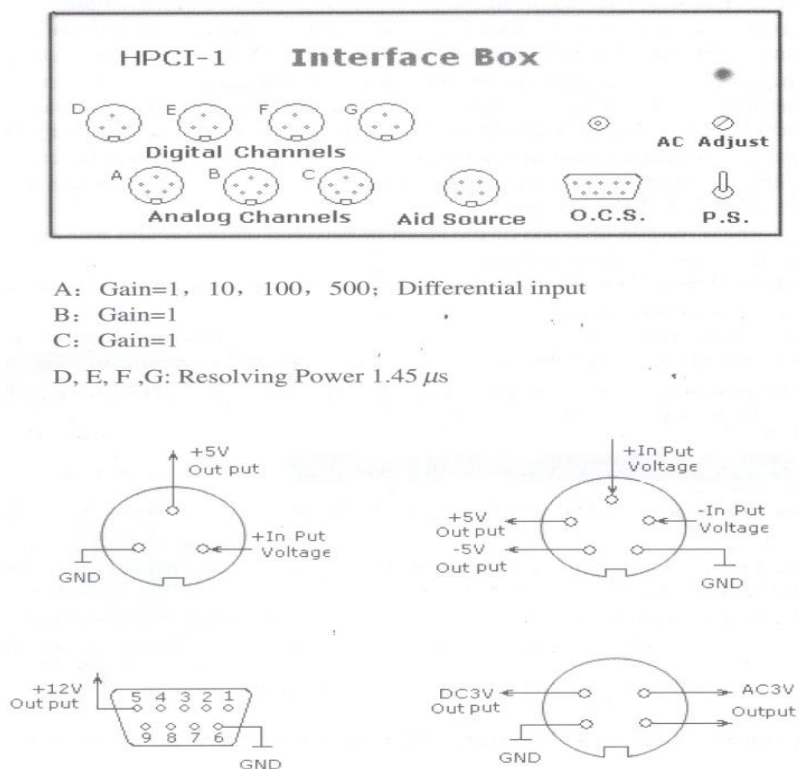 HPCI-1 Interface Box
D E F G
Digital Channels
AC Adjust
A B C
Analog Channels
Aid Source
O.C.S.
P.S.
A: Gain=1, 10, 100, 500; Differential input
B: Gain=1
C: Gain=1
D, E, F ,G: Resolving Power 1.45 μs
+5V
Out put
+In Put
Voltage
GND
+In Put
Voltage
+5V
Out put
-5V
Out put
-In Put
Voltage
GND
+12V
Out put
5 4 3 2 1
9 8 7 6
GND
DC3V
Out put
AC3V
Output
GND